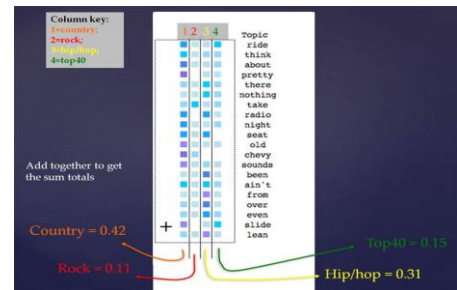 Column key:
1=country;
2=rock;
3=hip/hop;
4=top40
1 2 3 4
Topic
ride
think
about
pretty
there
nothing
take
radio
night
seat
old
chevy
sounds
been
ain't
from
over
even
slide
lean
Add together to get
the sum totals
+
Country = 0.42
Rock = 0.11
Top40 = 0.15
Hip/hop = 0.31